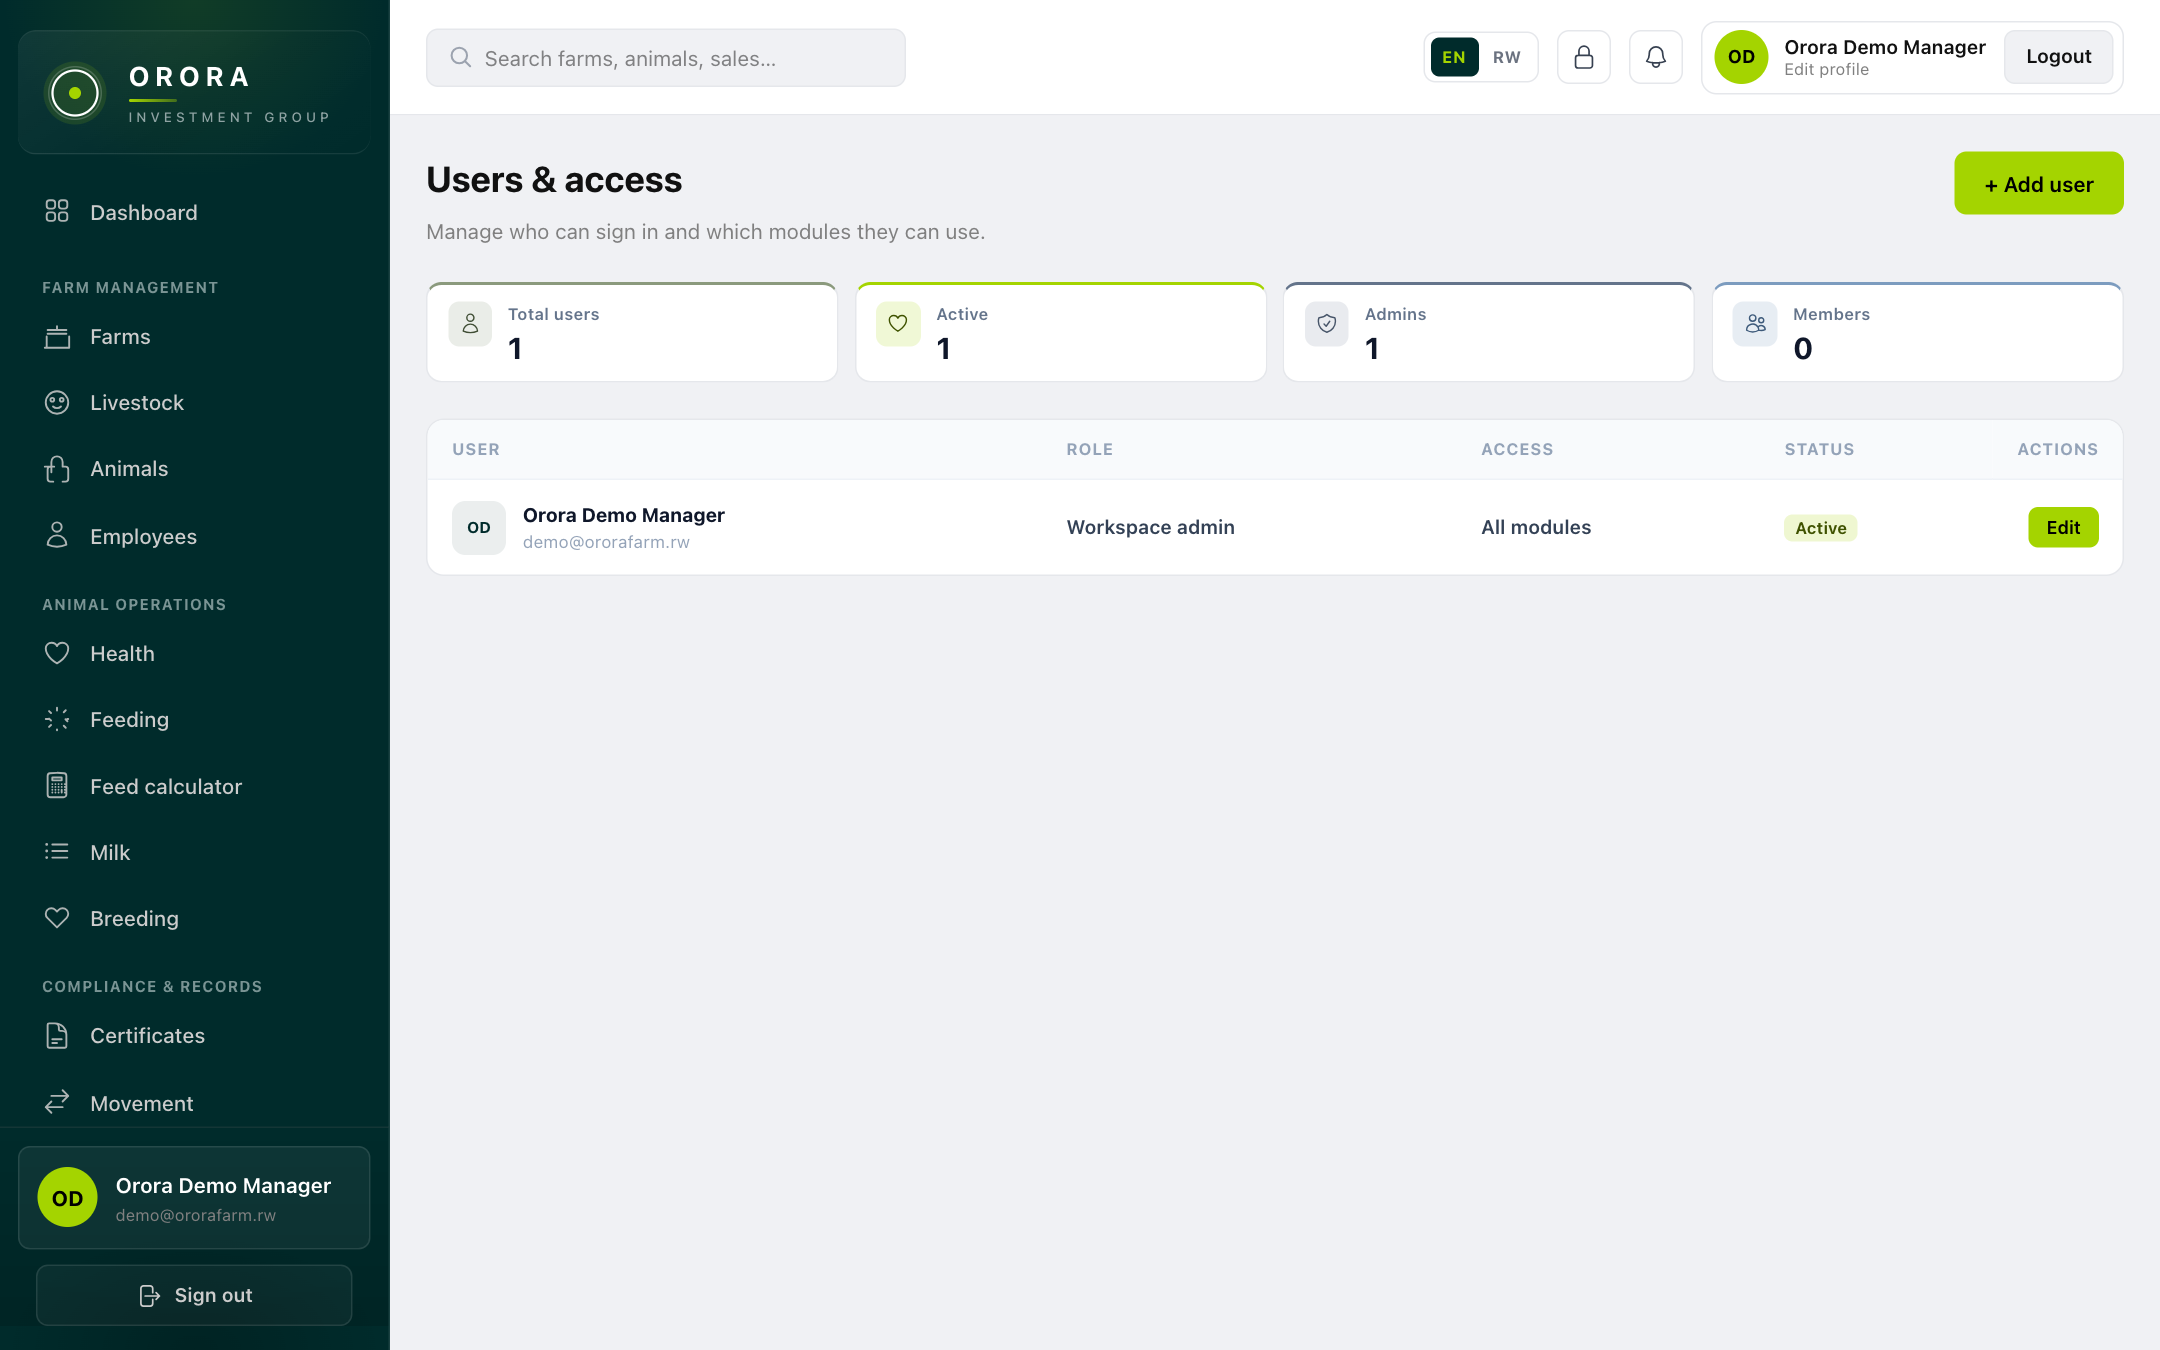 ORORA
INVESTMENT GROUP
Dashboard
FARM MANAGEMENT
Farms
Livestock
Animals
Employees
ANIMAL OPERATIONS
Health
Feeding
Feed calculator
Milk
Breeding
COMPLIANCE & RECORDS
Certificates
Movement
OD
Orora Demo Manager
demo@ororafarm.rw
Sign out
Search farms, animals, sales...
EN RW
OD
Orora Demo Manager
Edit profile
Logout
Users & access
Manage who can sign in and which modules they can use.
+ Add user
Total users
1
Active
1
Admins
1
Members
0
USER ROLE ACCESS STATUS ACTIONS
OD
Orora Demo Manager
demo@ororafarm.rw
Workspace admin
All modules
Active
Edit